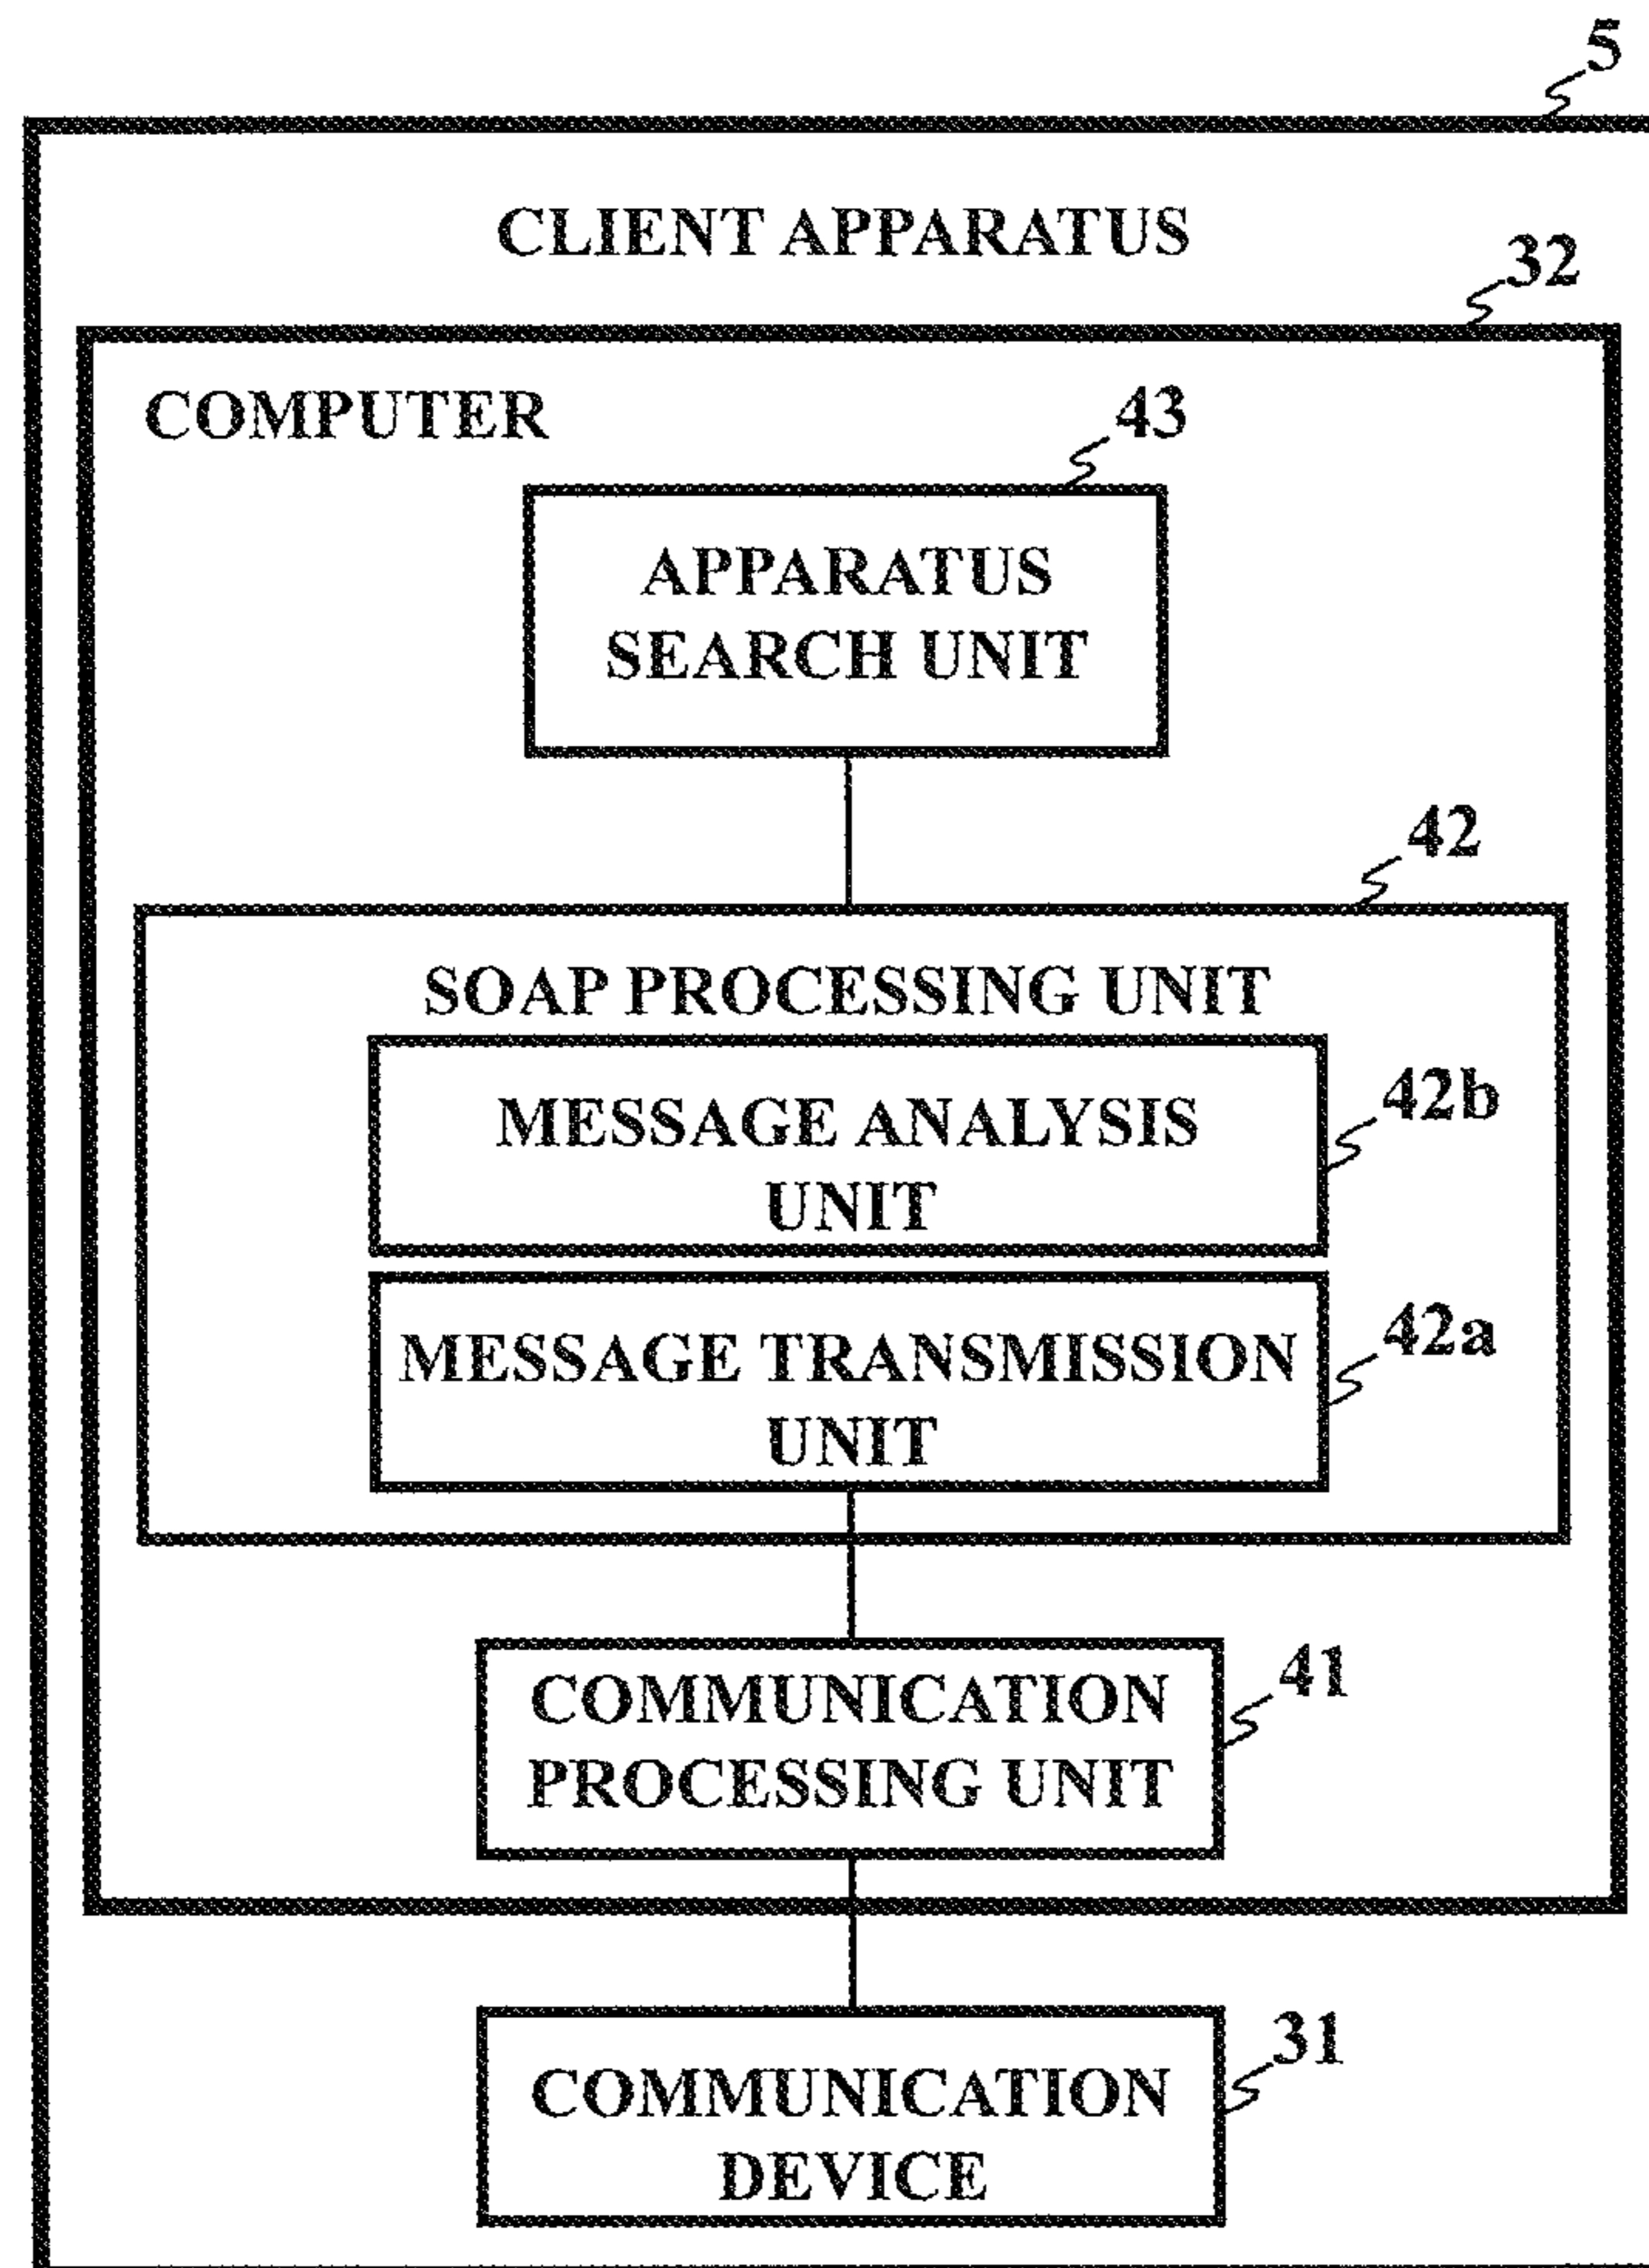 5
CLIENT APPARATUS
32
COMPUTER
43
APPARATUS
SEARCH UNIT
42
SOAP PROCESSING UNIT
MESSAGE ANALYSIS
UNIT
42b
MESSAGE TRANSMISSION
UNIT
42a
COMMUNICATION
PROCESSING UNIT
41
COMMUNICATION
DEVICE
31